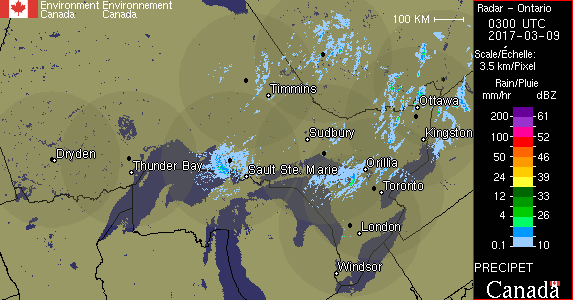 Environment Environnement
Canada Canada
100 KM
Timmins
Ottawa
Sudbury
Kingston
Dryden
Thunder Bay
Sault Ste. Marie
Orillia
Toronto
London
Windsor
Radar - Ontario
0300 UTC
2017-03-09
Scale/Échelle:
3.5 km/Pixel
Rain/Pluie
mm/hr dBZ
200 61
100 52
50 46
24 39
12 33
4 26
0.1 10
PRECIPET
Canada